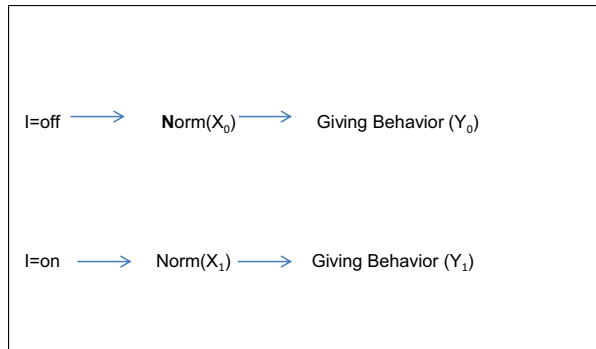 I=off Norm(X₀) Giving Behavior (Y₀)
I=on Norm(X₁) Giving Behavior (Y₁)